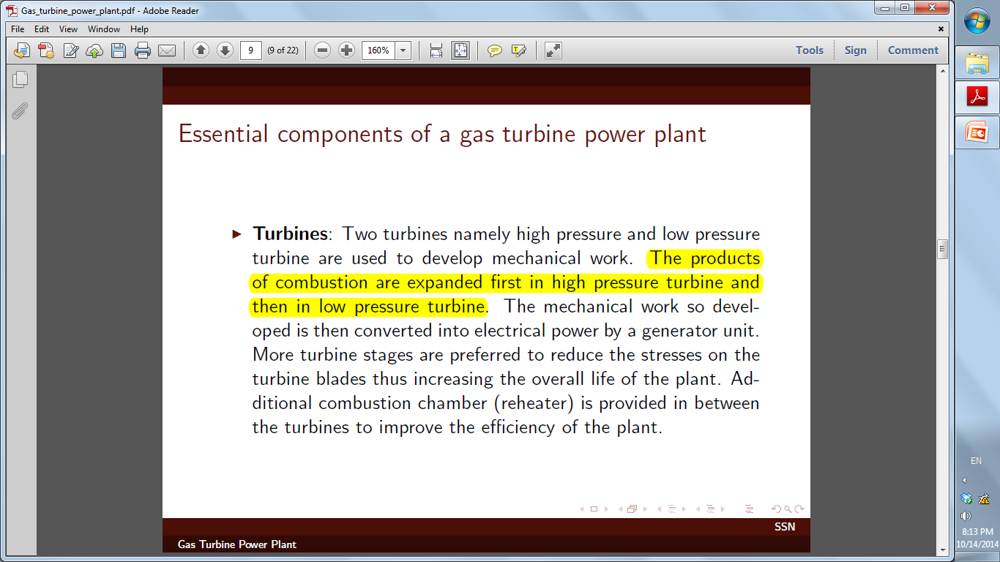 Gas_turbine_power_plant.pdf - Adobe Reader
File Edit View Window Help
9 (9 of 22) 160% Tools Sign Comment
Essential components of a gas turbine power plant
Turbines: Two turbines namely high pressure and low pressure
turbine are used to develop mechanical work. The products
of combustion are expanded first in high pressure turbine and
then in low pressure turbine. The mechanical work so devel-
oped is then converted into electrical power by a generator unit.
More turbine stages are preferred to reduce the stresses on the
turbine blades thus increasing the overall life of the plant. Ad-
ditional combustion chamber (reheater) is provided in between
the turbines to improve the efficiency of the plant.
SSN
Gas Turbine Power Plant
EN
8:13 PM
10/14/2014